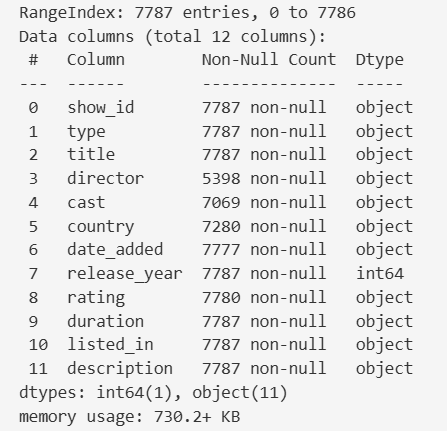 RangeIndex: 7787 entries, 0 to 7786
Data columns (total 12 columns):
 #   Column        Non-Null Count  Dtype
---  ------        --------------  -----
 0   show_id       7787 non-null   object
 1   type          7787 non-null   object
 2   title         7787 non-null   object
 3   director      5398 non-null   object
 4   cast          7069 non-null   object
 5   country       7280 non-null   object
 6   date_added    7777 non-null   object
 7   release_year  7787 non-null   int64
 8   rating        7780 non-null   object
 9   duration      7787 non-null   object
 10  listed_in     7787 non-null   object
 11  description   7787 non-null   object
dtypes: int64(1), object(11)
memory usage: 730.2+ KB